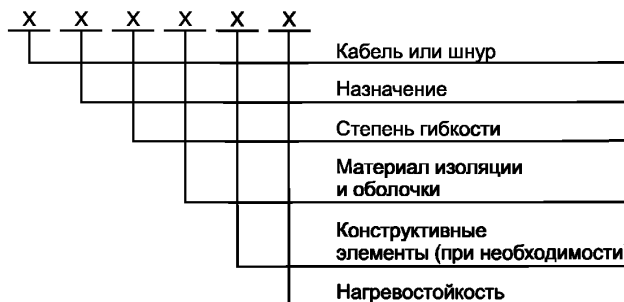 X X X X X X
Кабель или шнур
Назначение
Степень гибкости
Материал изоляции
и оболочки
Конструктивные
элементы (при необходимости)
Нагревостойкость